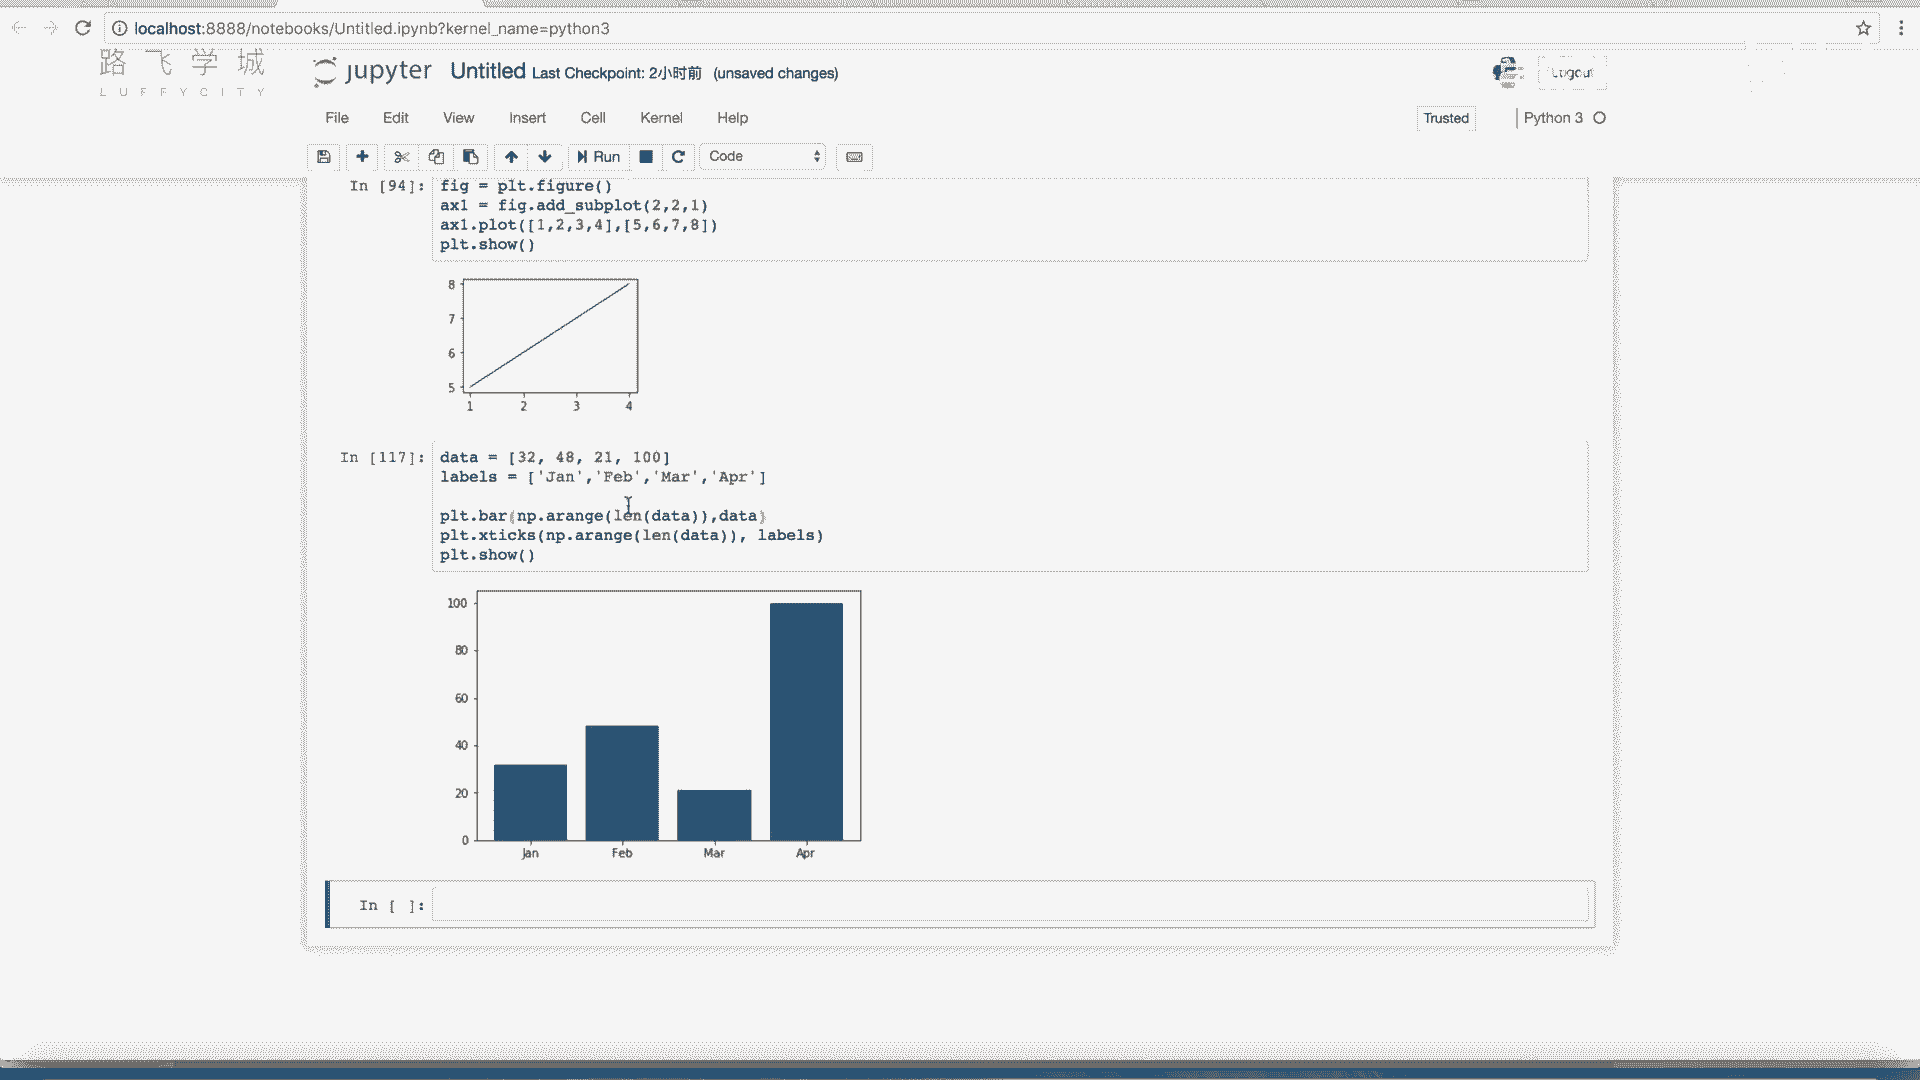 localhost:8888/notebooks/Untitled.ipynb?kernel_name=python3
路飞学城
LUFFYCITY
jupyter Untitled Last Checkpoint: 2小时前 (unsaved changes)
Logout
File Edit View Insert Cell Kernel Help
Trusted
Python 3
Run
Code
In [94]:
fig = plt.figure()
ax1 = fig.add_subplot(2,2,1)
ax1.plot([1,2,3,4],[5,6,7,8])
plt.show()
8
7
6
5
1 2 3 4
In [117]:
data = [32, 48, 21, 100]
labels = ['Jan','Feb','Mar','Apr']
plt.bar(np.arange(len(data)),data)
plt.xticks(np.arange(len(data)), labels)
plt.show()
100
80
60
40
20
0
Jan Feb Mar Apr
In [ ]: